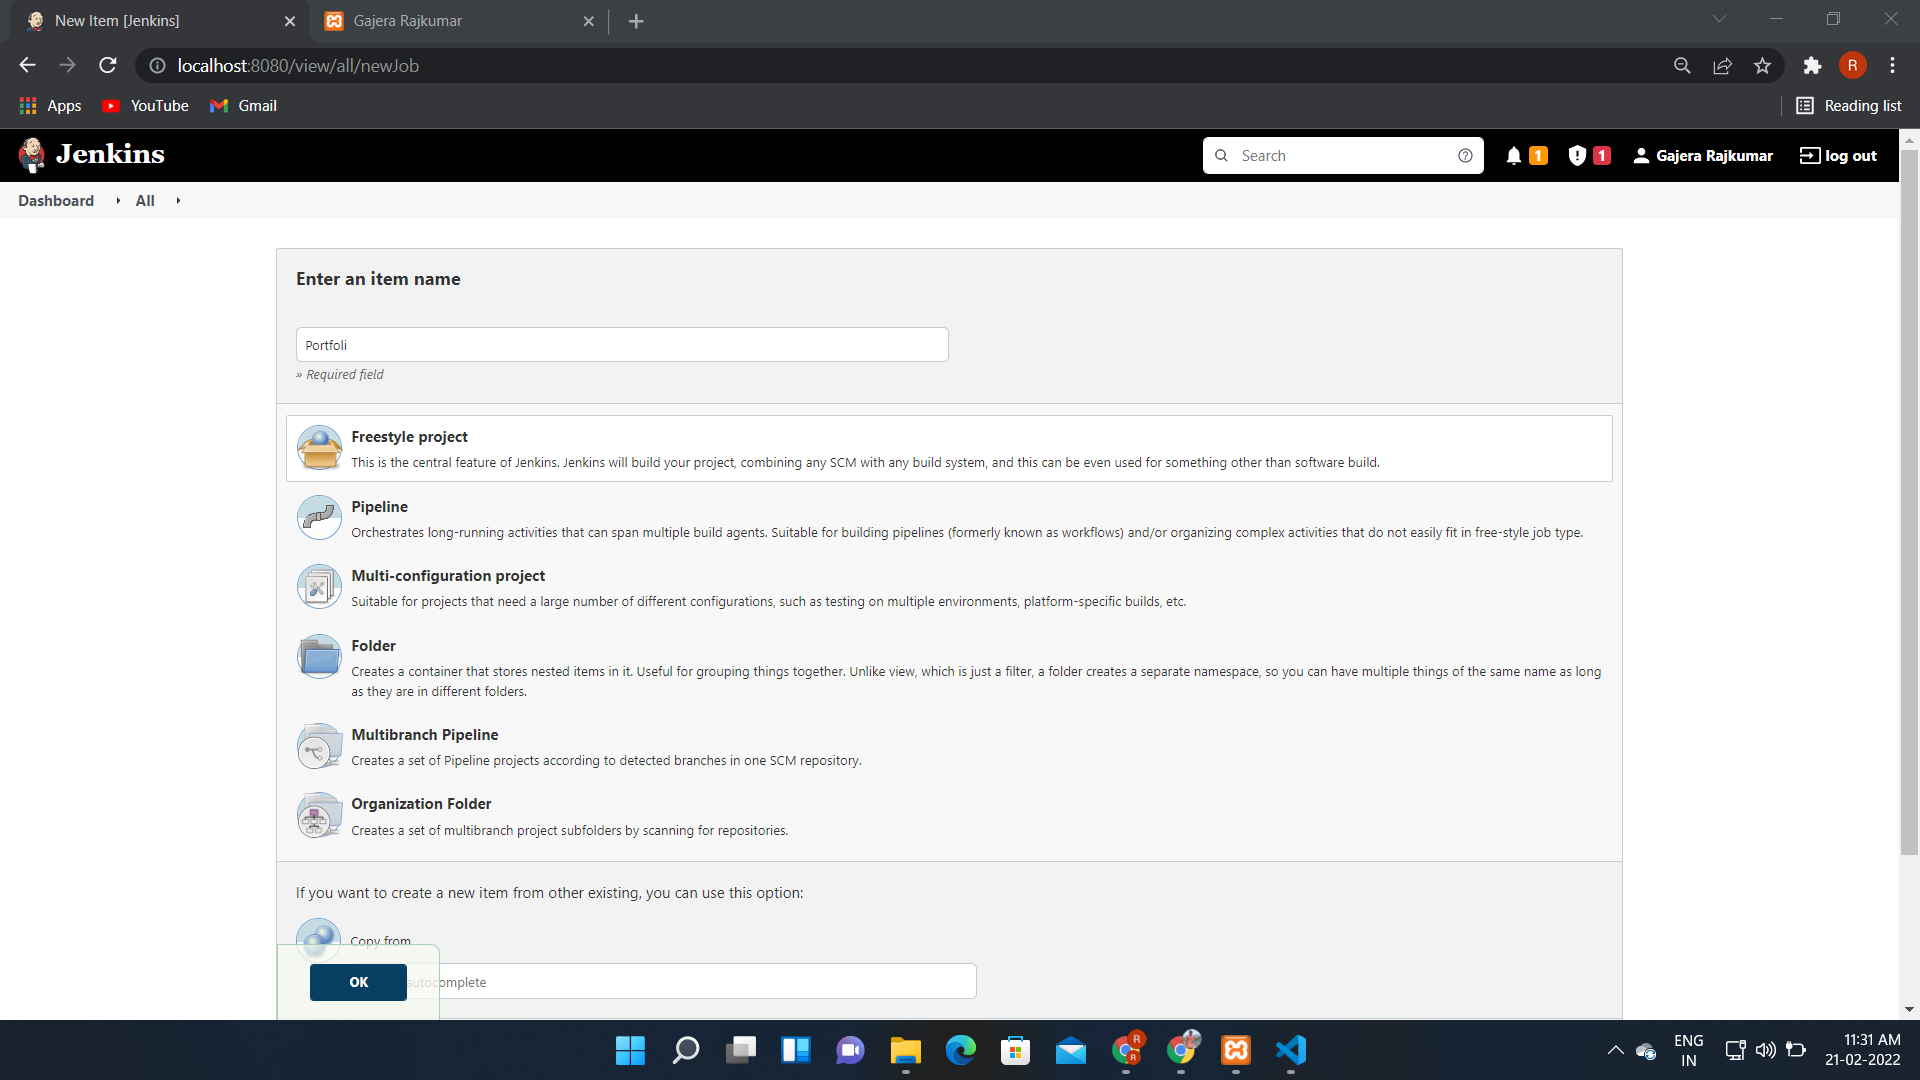 New Item [Jenkins]
Gajera Rajkumar
localhost:8080/view/all/newJob
R
Apps
YouTube
Gmail
Reading list
Jenkins
Search
1
1
Gajera Rajkumar
log out
Dashboard
All
Enter an item name
Portfoli
» Required field
Freestyle project
This is the central feature of Jenkins. Jenkins will build your project, combining any SCM with any build system, and this can be even used for something other than software build.
Pipeline
Orchestrates long-running activities that can span multiple build agents. Suitable for building pipelines (formerly known as workflows) and/or organizing complex activities that do not easily fit in free-style job type.
Multi-configuration project
Suitable for projects that need a large number of different configurations, such as testing on multiple environments, platform-specific builds, etc.
Folder
Creates a container that stores nested items in it. Useful for grouping things together. Unlike view, which is just a filter, a folder creates a separate namespace, so you can have multiple things of the same name as long
as they are in different folders.
Multibranch Pipeline
Creates a set of Pipeline projects according to detected branches in one SCM repository.
Organization Folder
Creates a set of multibranch project subfolders by scanning for repositories.
If you want to create a new item from other existing, you can use this option:
Copy from
OK
autocomplete
R
R
ENG
IN
11:31 AM
21-02-2022